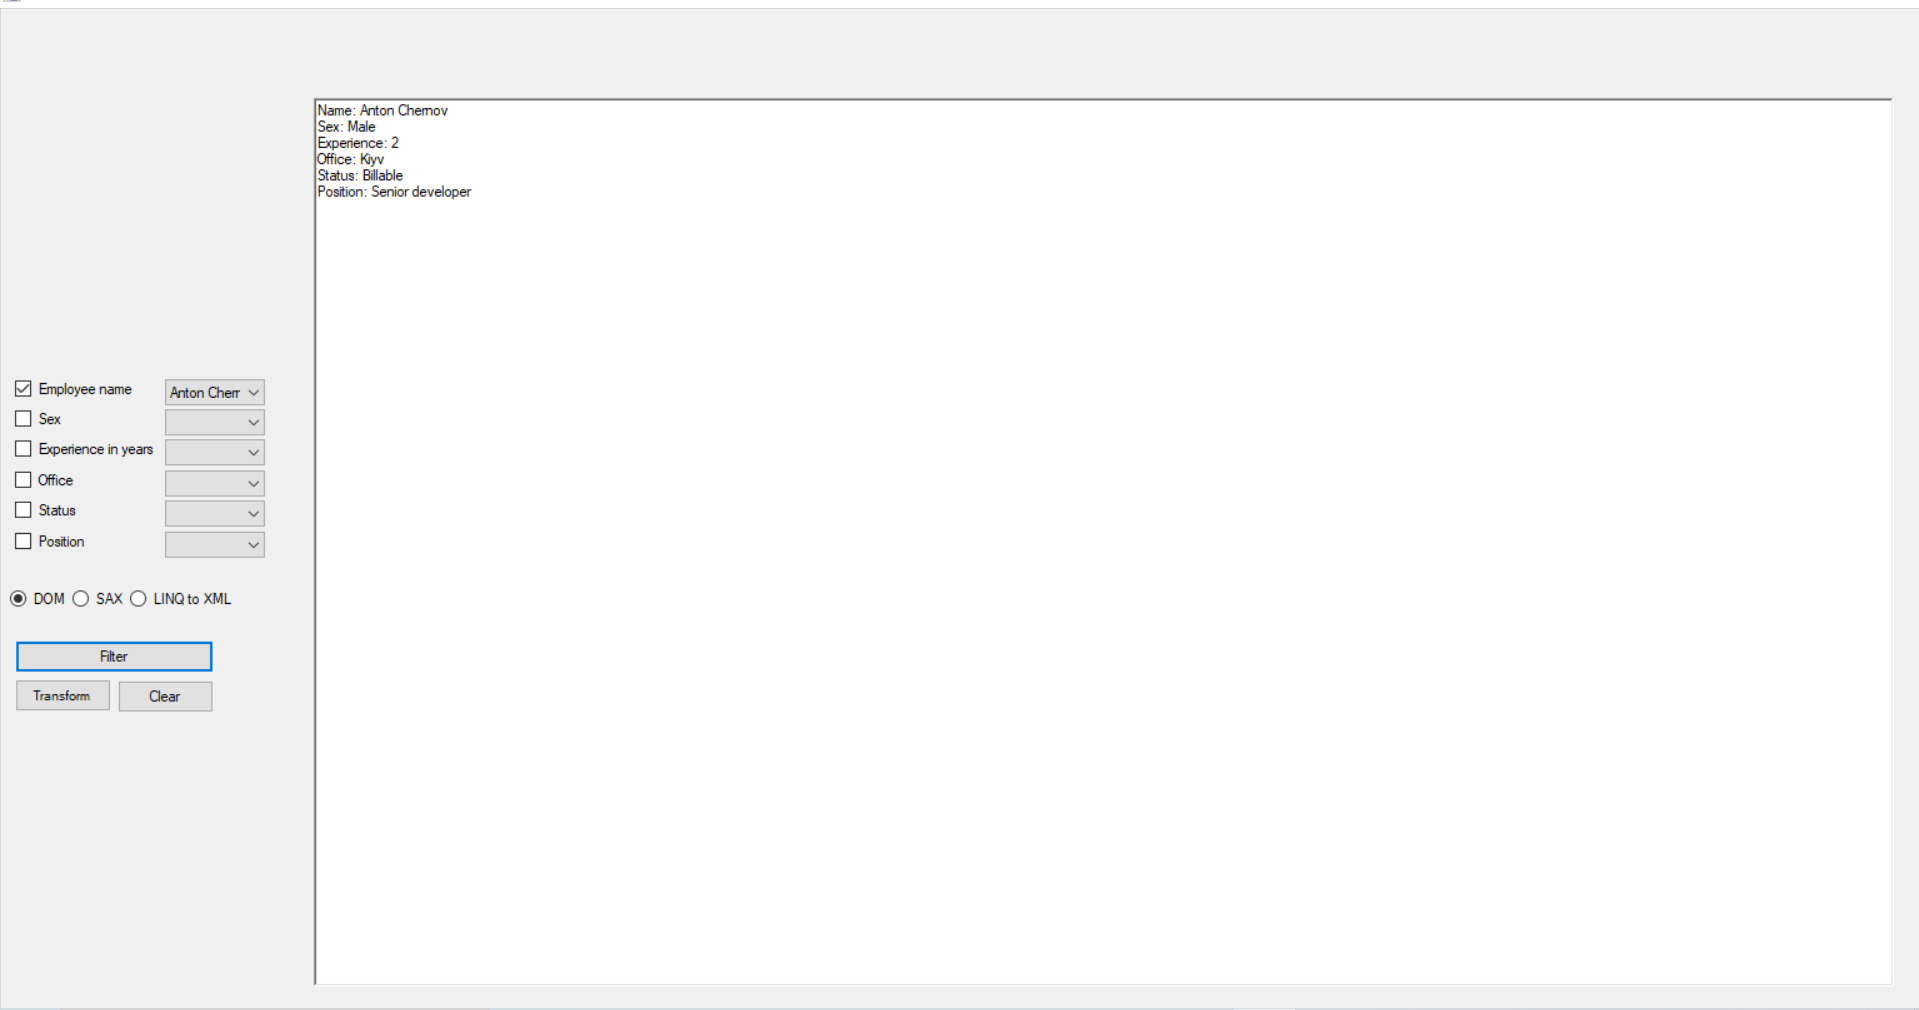 Name: Anton Chernov
Sex: Male
Experience: 2
Office: Kiyv
Status: Billable
Position: Senior developer
Employee name
Anton Cherr
Sex
Experience in years
Office
Status
Position
DOM SAX LINQ to XML
Filter
Transform Clear